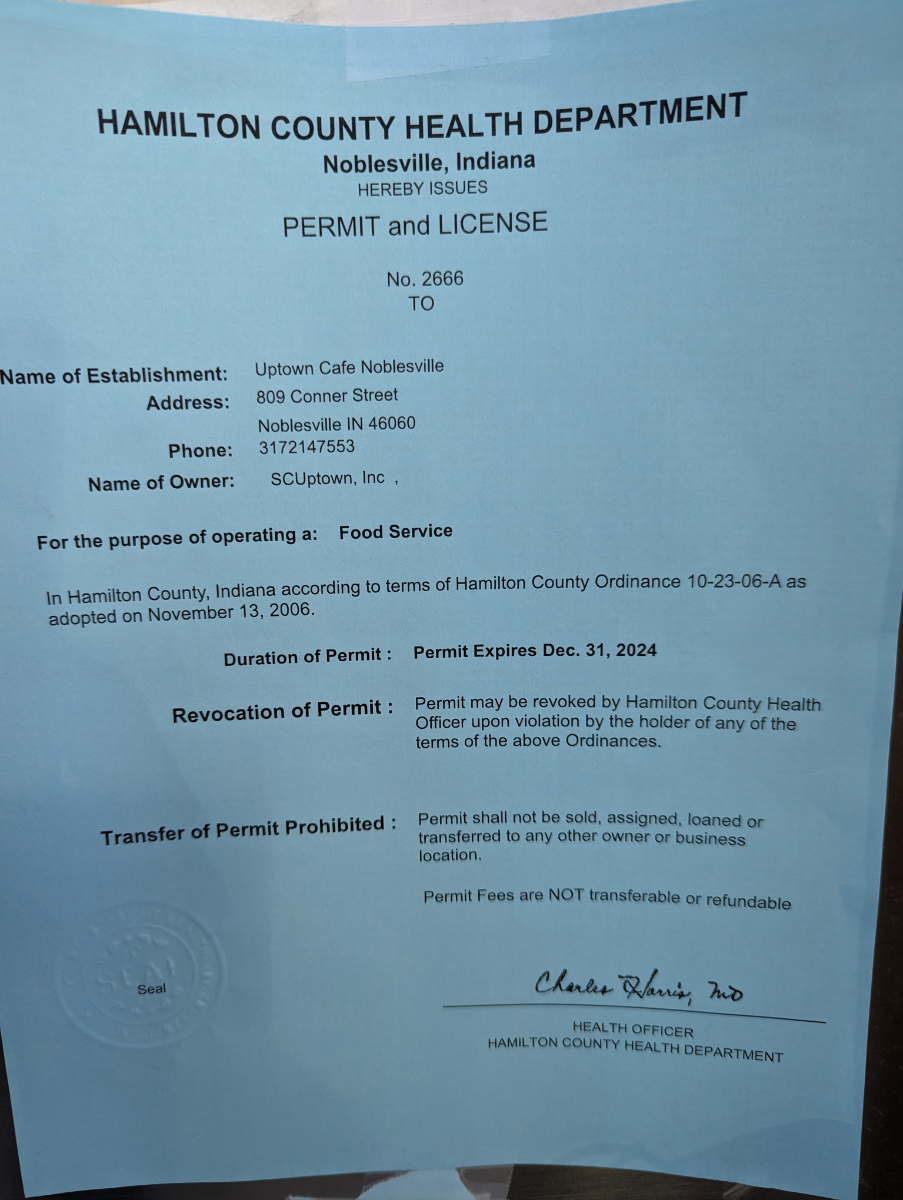 HAMILTON COUNTY HEALTH DEPARTMENT
Noblesville, Indiana
HEREBY ISSUES
PERMIT and LICENSE
No. 2666
TO
Name of Establishment: Uptown Cafe Noblesville
Address: 809 Conner Street
Noblesville IN 46060
Phone: 3172147553
Name of Owner: SCUptown, Inc ,
For the purpose of operating a: Food Service
In Hamilton County, Indiana according to terms of Hamilton County Ordinance 10-23-06-A as
adopted on November 13, 2006.
Duration of Permit : Permit Expires Dec. 31, 2024
Revocation of Permit : Permit may be revoked by Hamilton County Health
Officer upon violation by the holder of any of the
terms of the above Ordinances.
Transfer of Permit Prohibited : Permit shall not be sold, assigned, loaned or
transferred to any other owner or business
location.
Permit Fees are NOT transferable or refundable
SEAL
Seal
Charles Harris, MD
HEALTH OFFICER
HAMILTON COUNTY HEALTH DEPARTMENT